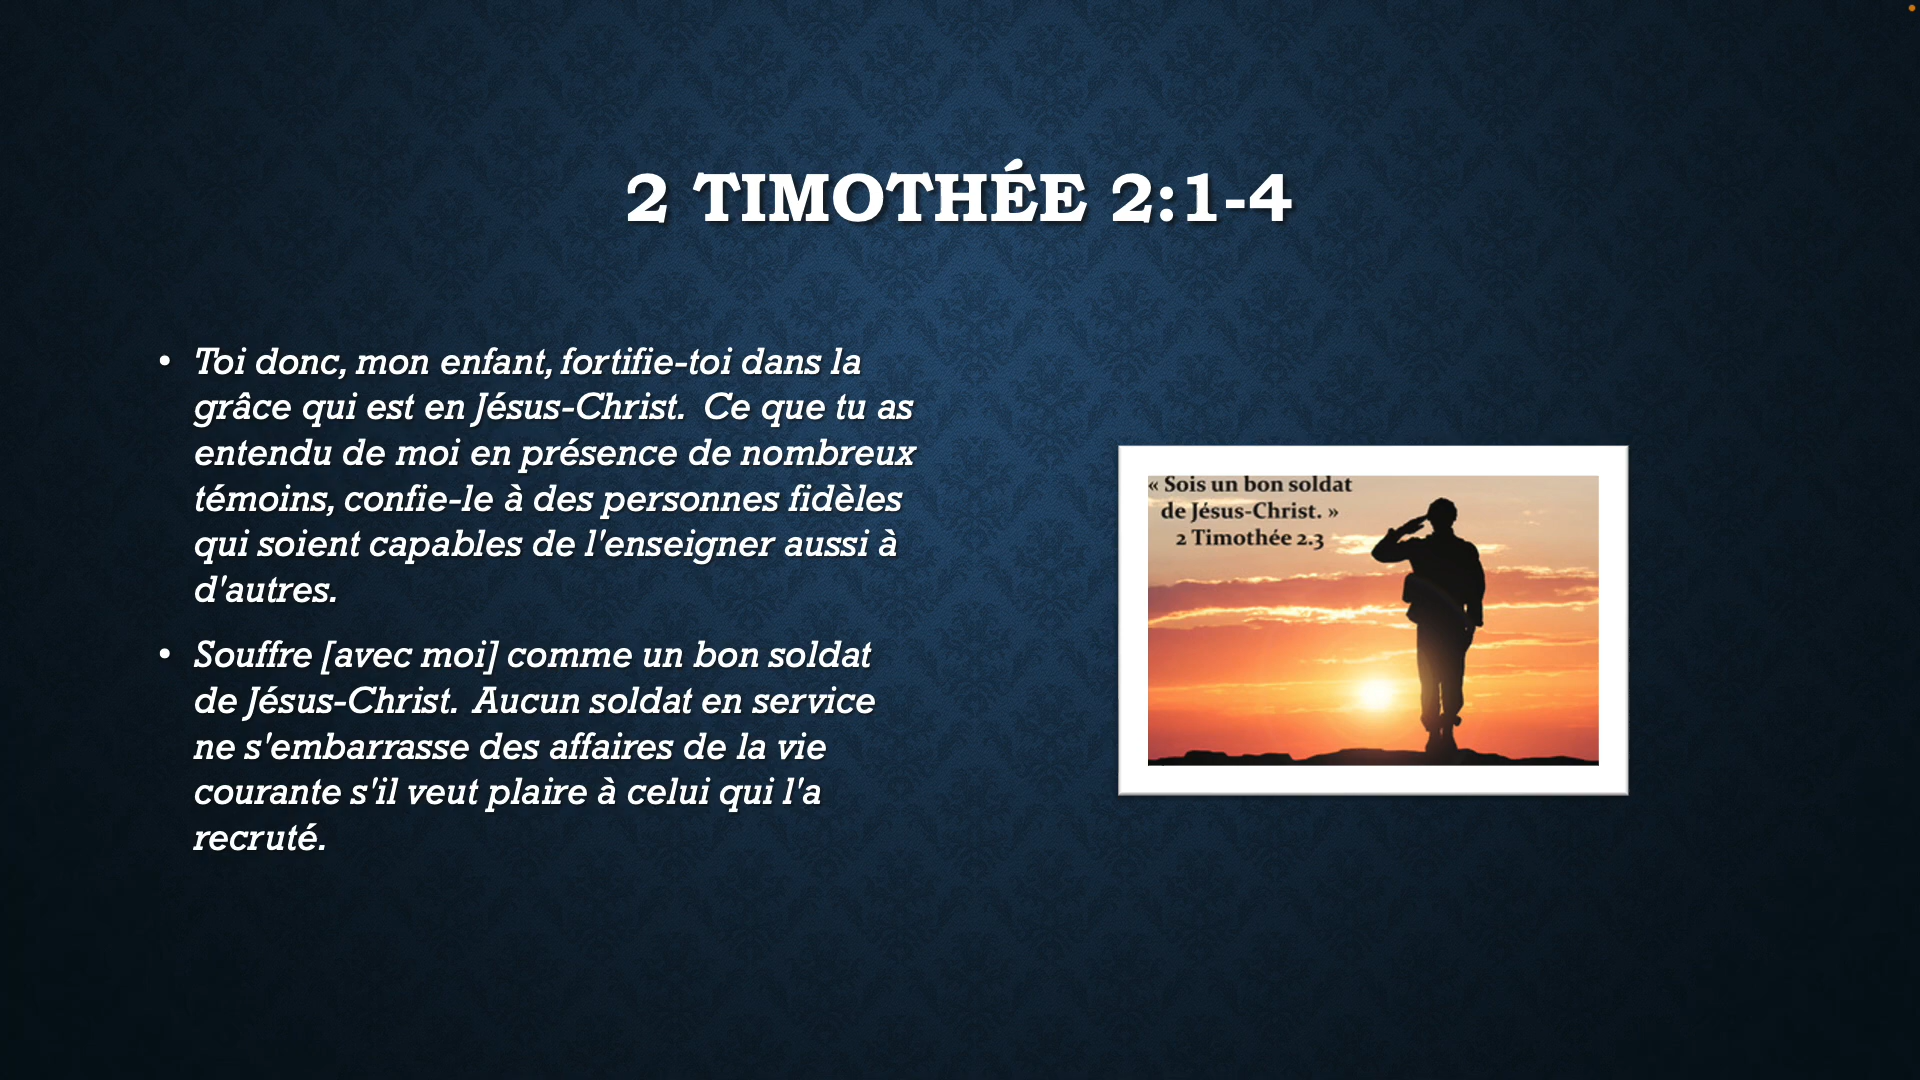 2 TIMOTHÉE 2:1-4
• Toi donc, mon enfant, fortifie-toi dans la
grâce qui est en Jésus-Christ.  Ce que tu as
entendu de moi en présence de nombreux
témoins, confie-le à des personnes fidèles
qui soient capables de l'enseigner aussi à
d'autres.
• Souffre [avec moi] comme un bon soldat
de Jésus-Christ.  Aucun soldat en service
ne s'embarrasse des affaires de la vie
courante s'il veut plaire à celui qui l'a
recruté.
« Sois un bon soldat
de Jésus-Christ. »
2 Timothée 2.3